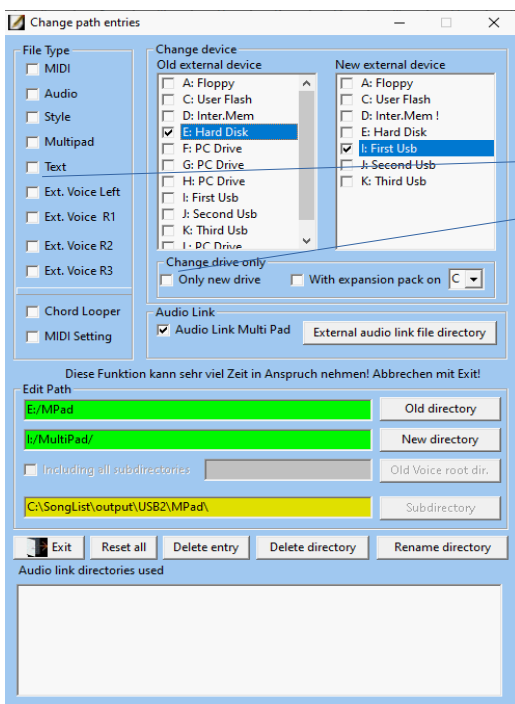 Change path entries
File Type
MIDI
Audio
Style
Multipad
Text
Ext. Voice Left
Ext. Voice R1
Ext. Voice R2
Ext. Voice R3
Chord Looper
MIDI Setting
Change device
Old external device
A: Floppy
C: User Flash
D: Inter.Mem
E: Hard Disk
F: PC Drive
G: PC Drive
H: PC Drive
I: First Usb
J: Second Usb
K: Third Usb
L: PC Drive
New external device
A: Floppy
C: User Flash
D: Inter.Mem !
E: Hard Disk
I: First Usb
J: Second Usb
K: Third Usb
Change drive only
Only new drive
With expansion pack on C
Audio Link
Audio Link Multi Pad
External audio link file directory
Diese Funktion kann sehr viel Zeit in Anspruch nehmen! Abbrechen mit Exit!
Edit Path
E:/MPad
Old directory
I:/MultiPad/
New directory
Including all subdirectories
Old Voice root dir.
C:\SongList\output\USB2\MPad\
Subdirectory
Exit
Reset all
Delete entry
Delete directory
Rename directory
Audio link directories used